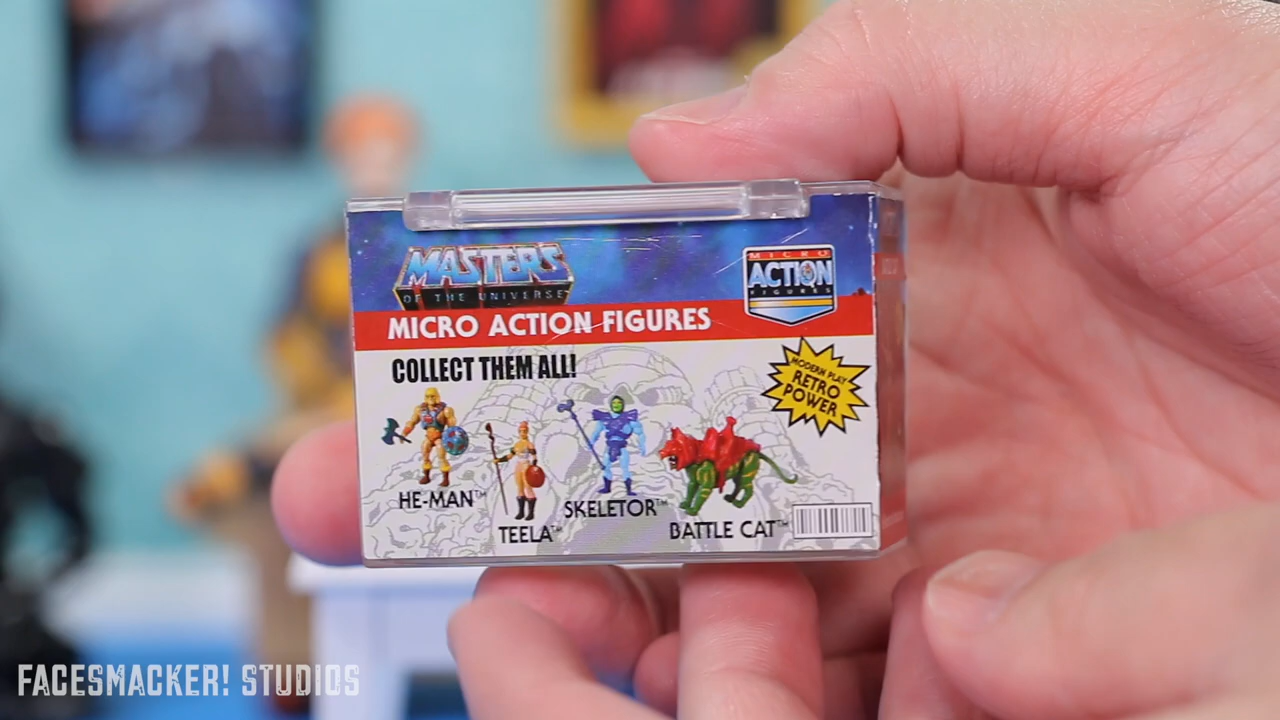 MASTERS
OF THE UNIVERSE
MICRO
ACTION
FIGURES
MICRO ACTION FIGURES
COLLECT THEM ALL!
MODERN PLAY
RETRO
POWER
HE-MAN™
TEELA™
SKELETOR™
BATTLE CAT™
FACESMACKER! STUDIOS